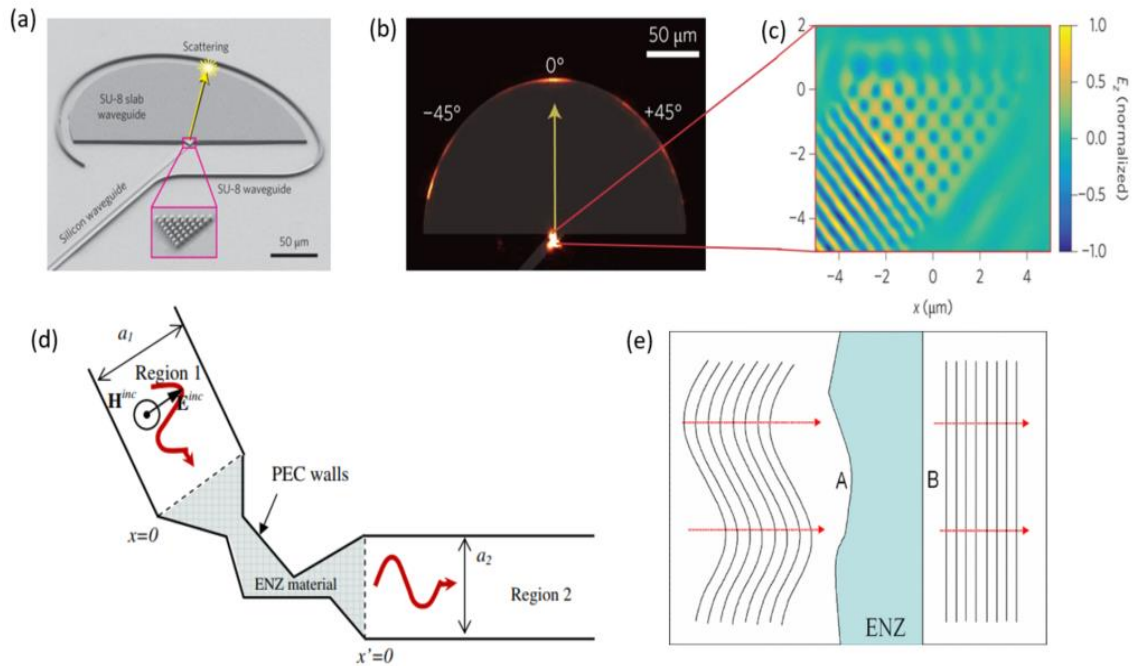 (a)
Scattering
SU-8 slab
waveguide
SU-8 waveguide
Silicon waveguide
50 μm
(b)
50 μm
0°
−45°
+45°
(c)
2
0
−2
−4
−4 −2 0 2 4
x (μm)
1.0
0.5
0.0
−0.5
−1.0
E_z (normalized)
(d)
a₁
Region 1
H^inc
E^inc
PEC walls
x=0
ENZ material
a₂
Region 2
x'=0
(e)
A
B
ENZ